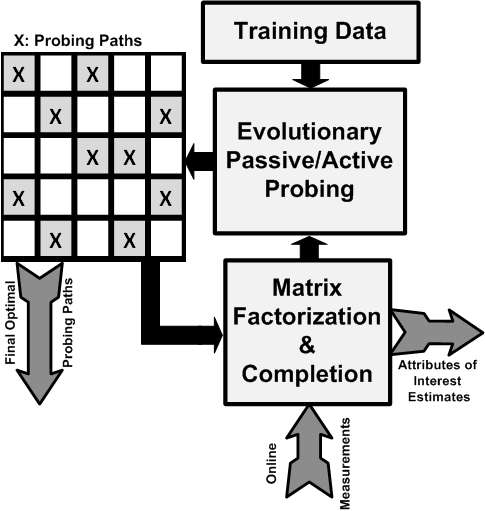 X: Probing Paths
Training Data
X X
X X
X X
X X
X X
Evolutionary
Passive/Active
Probing
Matrix
Factorization
&
Completion
Final Optimal
Probing Paths
Attributes of
Interest
Estimates
Online
Measurements